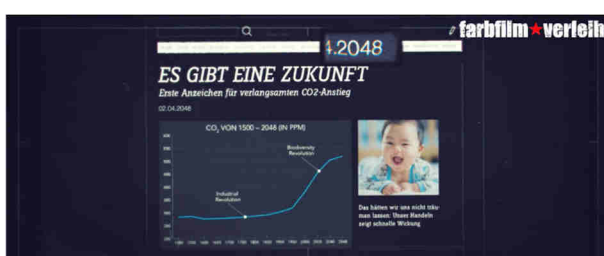 farbfilm★verleih
4.2048
ES GIBT EINE ZUKUNFT
Erste Anzeichen für verlangsamten CO2-Anstieg
02.04.2048
CO₂ VON 1500 – 2048 (IN PPM)
Biodiversity
Revolution
Industrial
Revolution
Das hätten wir uns nicht träu-
men lassen: Unser Handeln
zeigt schnelle Wirkung